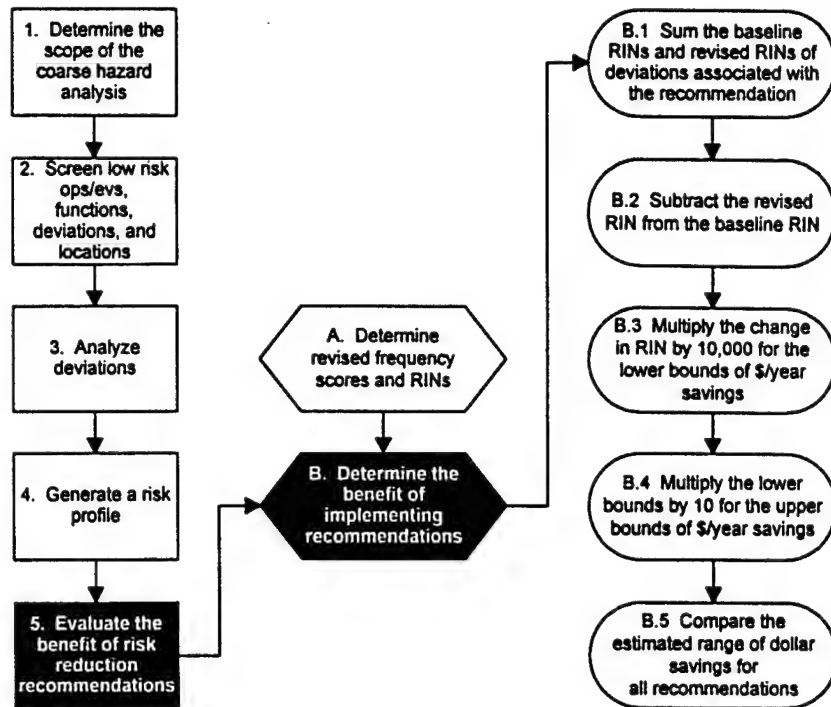 1. Determine the
scope of the
coarse hazard
analysis
2. Screen low risk
ops/evs,
functions,
deviations, and
locations
3. Analyze
deviations
4. Generate a risk
profile
5. Evaluate the
benefit of risk
reduction
recommendations
A. Determine
revised frequency
scores and RINs
B. Determine the
benefit of
implementing
recommendations
B.1 Sum the baseline
RINs and revised RINs of
deviations associated with
the recommendation
B.2 Subtract the revised
RIN from the baseline RIN
B.3 Multiply the change
in RIN by 10,000 for the
lower bounds of $/year
savings
B.4 Multiply the lower
bounds by 10 for the upper
bounds of $/year savings
B.5 Compare the
estimated range of dollar
savings for
all recommendations